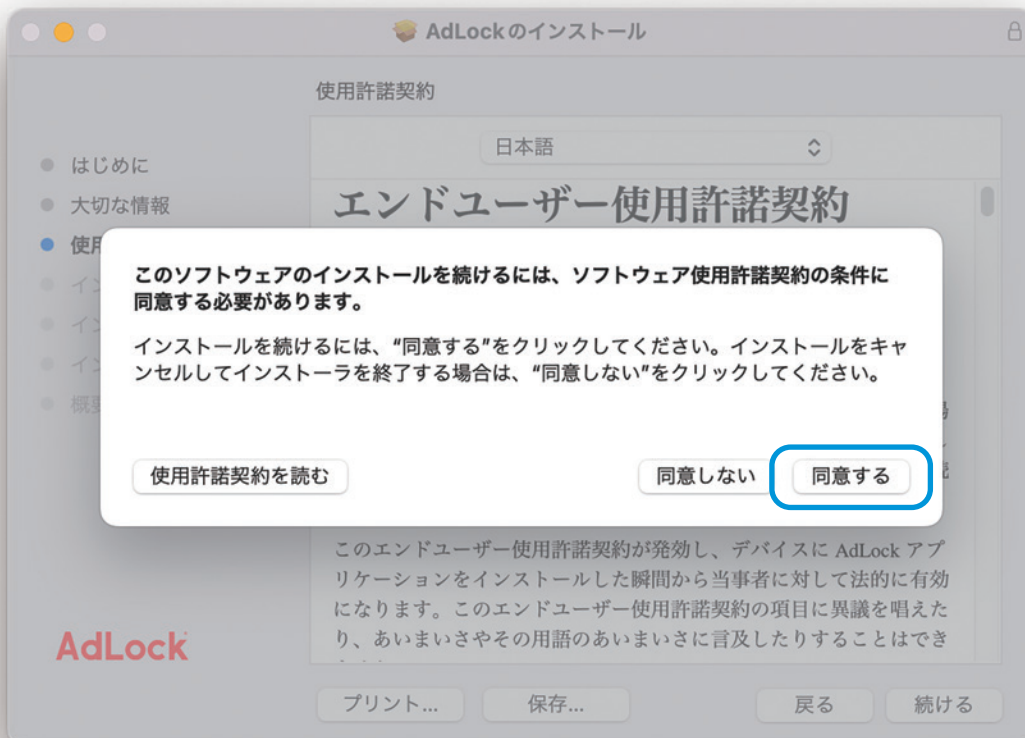 AdLockのインストール
使用許諾契約
日本語
はじめに
大切な情報
使用
イン
イン
イン
概要
エンドユーザー使用許諾契約
このソフトウェアのインストールを続けるには、ソフトウェア使用許諾契約の条件に
同意する必要があります。
インストールを続けるには、“同意する”をクリックしてください。インストールをキャ
ンセルしてインストーラを終了する場合は、“同意しない”をクリックしてください。
使用許諾契約を読む
同意しない
同意する
このエンドユーザー使用許諾契約が発効し、デバイスに AdLock アプ
リケーションをインストールした瞬間から当事者に対して法的に有効
になります。このエンドユーザー使用許諾契約の項目に異議を唱えた
り、あいまいさやその用語のあいまいさに言及したりすることはでき
AdLock
プリント...
保存...
戻る
続ける